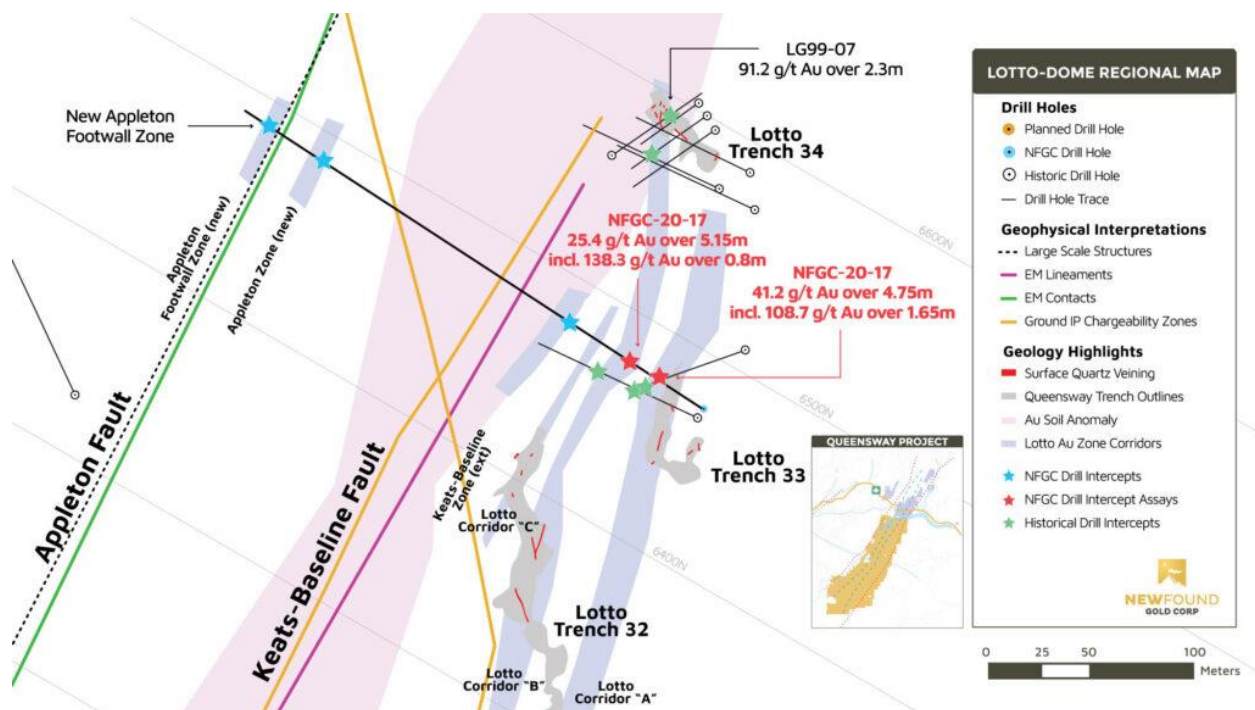 LG99-07
91.2 g/t Au over 2.3m
New Appleton
Footwall Zone
Lotto
Trench 34
6600N
NFGC-20-17
25.4 g/t Au over 5.15m
incl. 138.3 g/t Au over 0.8m
NFGC-20-17
41.2 g/t Au over 4.75m
incl. 108.7 g/t Au over 1.65m
Appleton
Footwall Zone (new)
Appleton Zone (new)
6500N
Appleton Fault
Keats-Baseline Fault
Keats-Baseline
Zone (ext)
Lotto
Trench 33
Lotto
Corridor "C"
6400N
Lotto
Trench 32
Lotto
Corridor "B"
Lotto
Corridor "A"
LOTTO-DOME REGIONAL MAP
Drill Holes
Planned Drill Hole
NFGC Drill Hole
Historic Drill Hole
Drill Hole Trace
Geophysical Interpretations
Large Scale Structures
EM Lineaments
EM Contacts
Ground IP Chargeability Zones
Geology Highlights
Surface Quartz Veining
Queensway Trench Outlines
Au Soil Anomaly
Lotto Au Zone Corridors
NFGC Drill Intercepts
NFGC Drill Intercept Assays
Historical Drill Intercepts
NEWFOUND
GOLD CORP
QUEENSWAY PROJECT
0 25 50 100
Meters